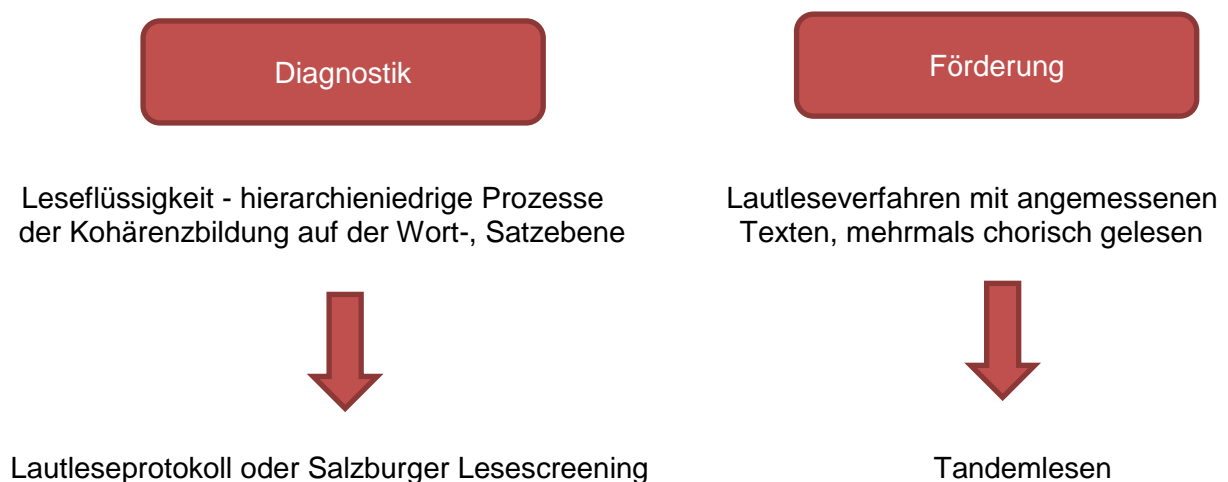 Diagnostik
Förderung
Leseflüssigkeit - hierarchieniedrige Prozesse
der Kohärenzbildung auf der Wort-, Satzebene
Lautleseverfahren mit angemessenen
Texten, mehrmals chorisch gelesen
Lautleseprotokoll oder Salzburger Lesescreening
Tandemlesen